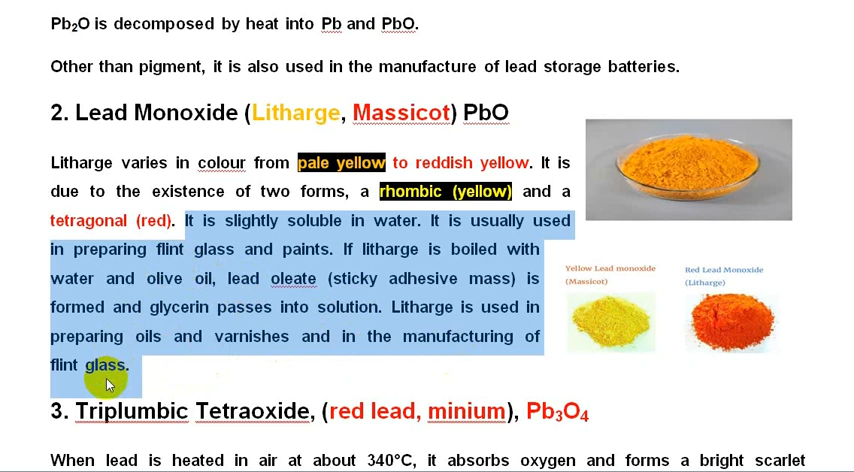 Pb₂O is decomposed by heat into Pb and PbO.
Other than pigment, it is also used in the manufacture of lead storage batteries.
2. Lead Monoxide (Litharge, Massicot) PbO
Litharge varies in colour from pale yellow to reddish yellow. It is
due to the existence of two forms, a rhombic (yellow) and a
tetragonal (red). It is slightly soluble in water. It is usually used
in preparing flint glass and paints. If litharge is boiled with
water and olive oil, lead oleate (sticky adhesive mass) is
formed and glycerin passes into solution. Litharge is used in
preparing oils and varnishes and in the manufacturing of
flint glass.
Yellow Lead monoxide
(Massicot)
Red Lead Monoxide
(Litharge)
3. Triplumbic Tetraoxide, (red lead, minium), Pb₃O₄
When lead is heated in air at about 340°C, it absorbs oxygen and forms a bright scarlet